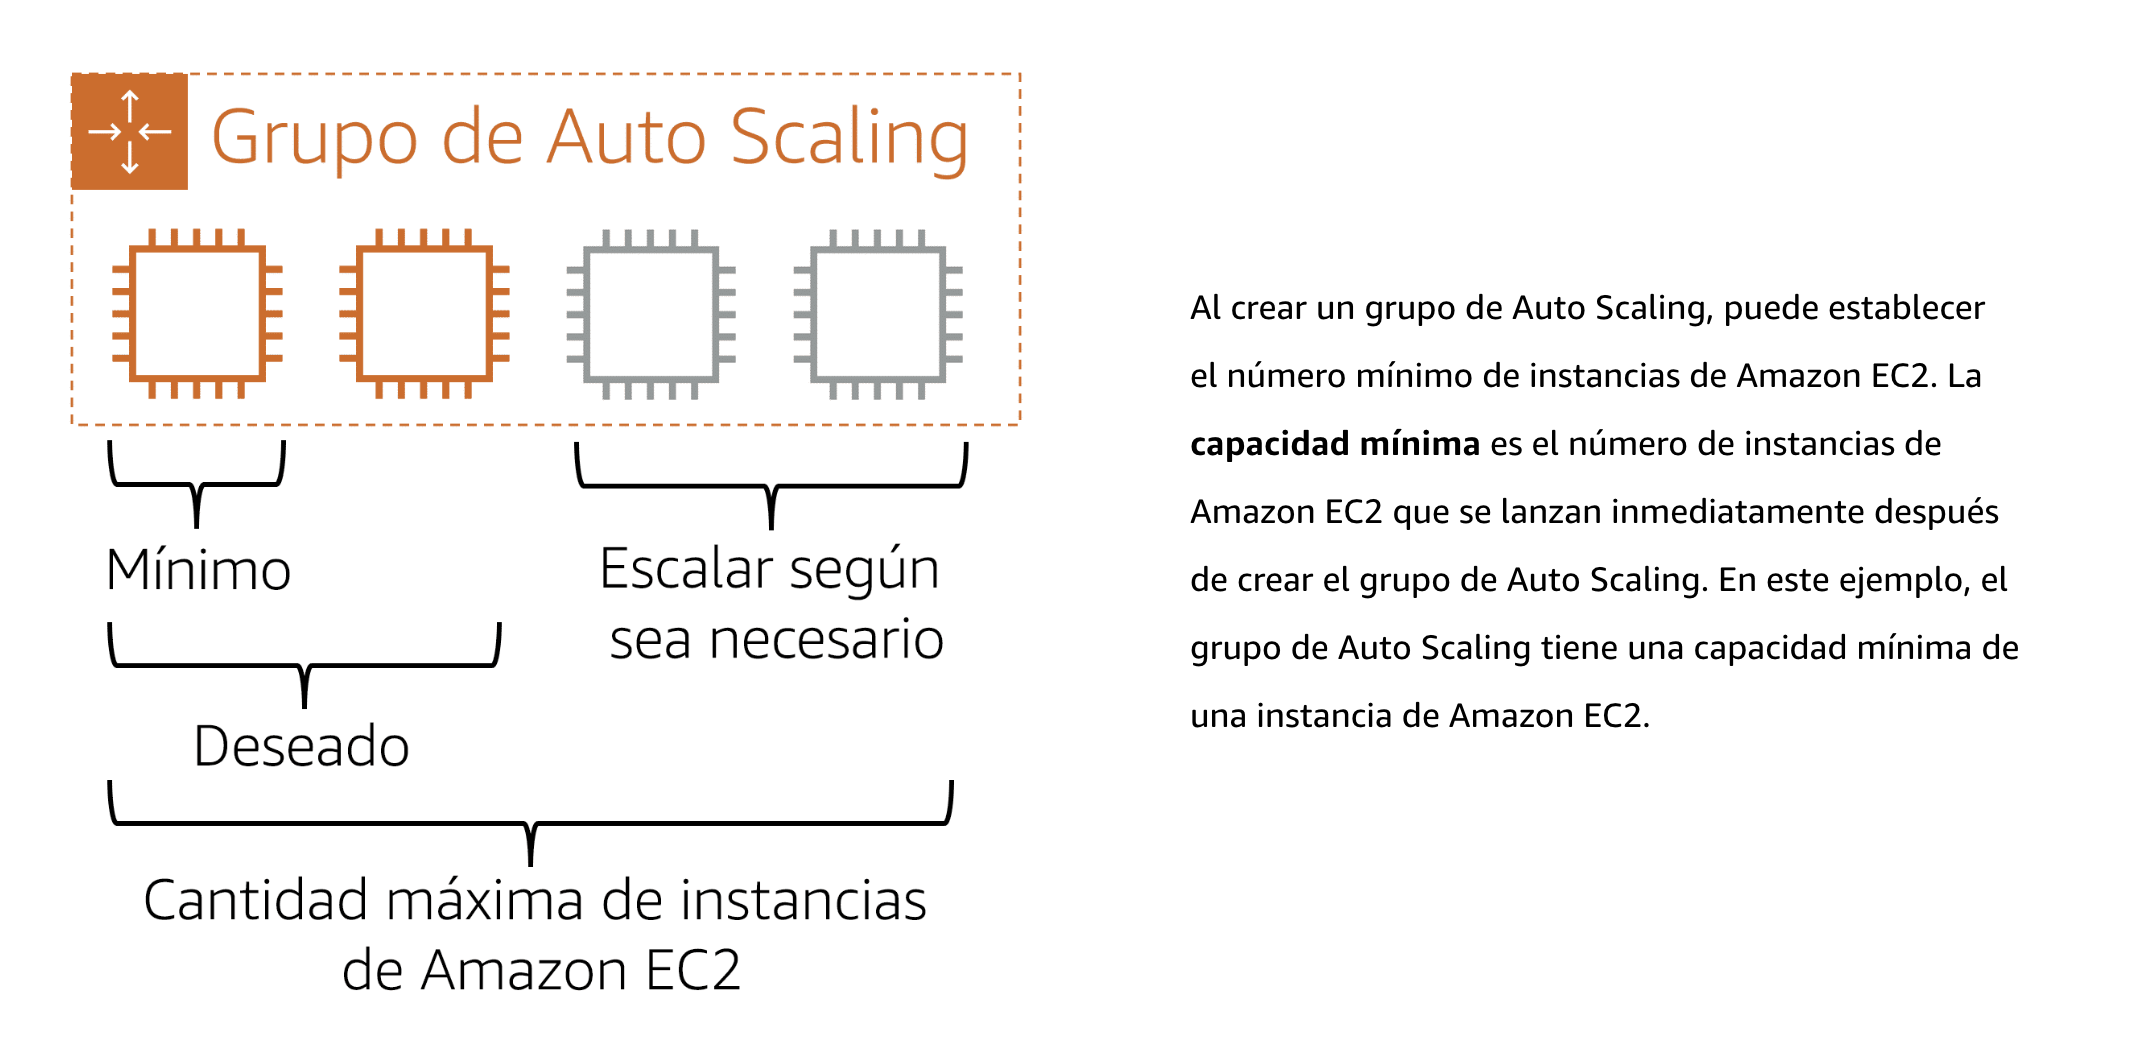 Grupo de Auto Scaling
Mínimo
Escalar según
sea necesario
Deseado
Cantidad máxima de instancias
de Amazon EC2
Al crear un grupo de Auto Scaling, puede establecer
el número mínimo de instancias de Amazon EC2. La
capacidad mínima es el número de instancias de
Amazon EC2 que se lanzan inmediatamente después
de crear el grupo de Auto Scaling. En este ejemplo, el
grupo de Auto Scaling tiene una capacidad mínima de
una instancia de Amazon EC2.